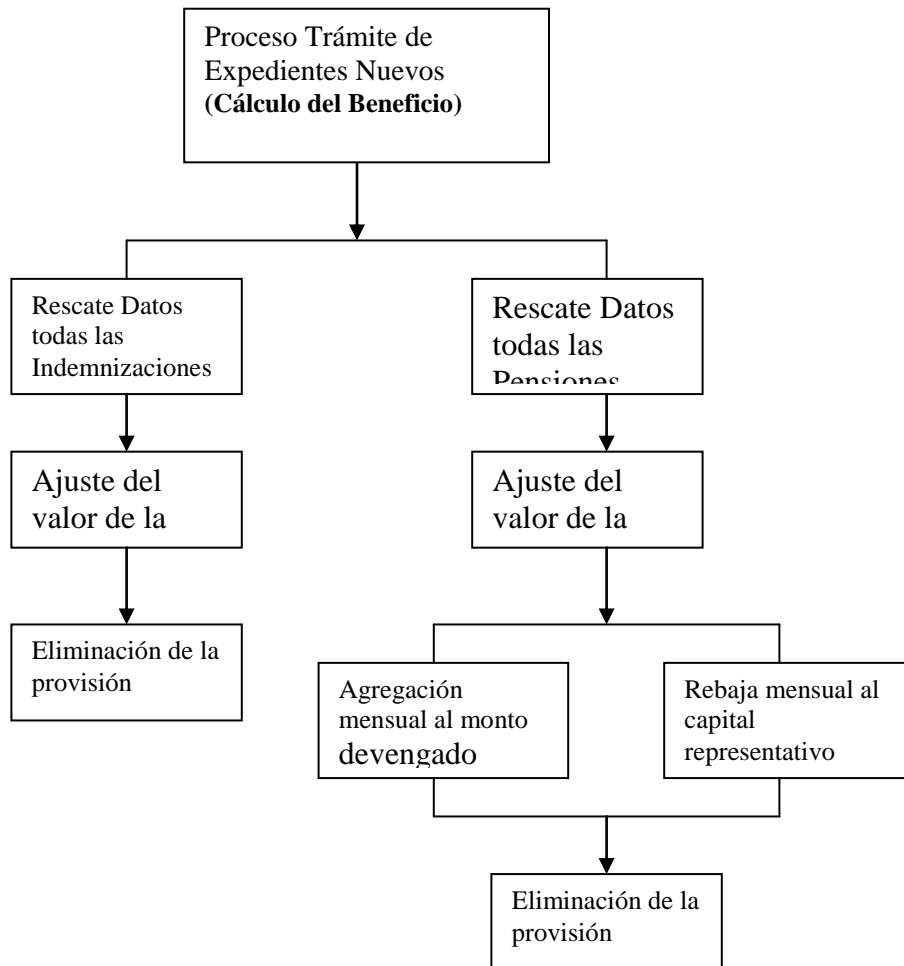 Proceso Trámite de
Expedientes Nuevos
(Cálculo del Beneficio)
Rescate Datos
todas las
Indemnizaciones
Rescate Datos
todas las
Pensiones
Ajuste del
valor de la
Ajuste del
valor de la
Eliminación de la
provisión
Agregación
mensual al monto
devengado
Rebaja mensual al
capital
representativo
Eliminación de la
provisión